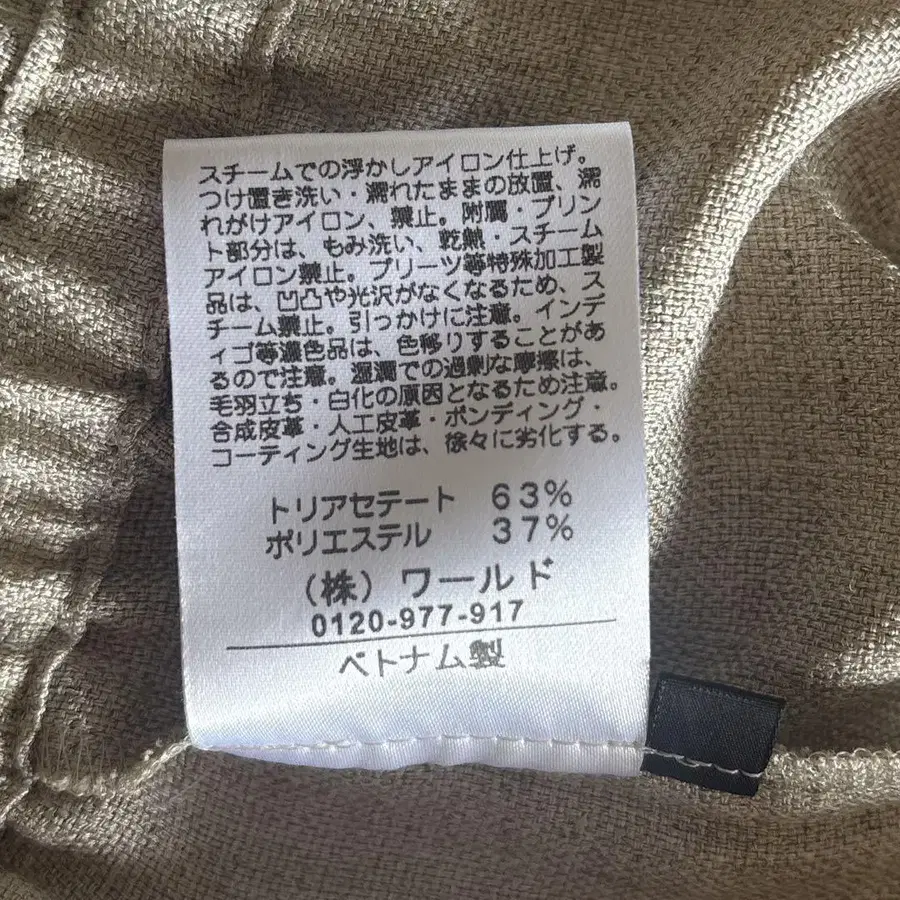 スチームでの浮かしアイロン仕上げ。
つけ置き洗い・濡れたままの放置、濡
れがけアイロン、禁止。附属・プリン
ト部分は、もみ洗い、乾熱・スチーム
アイロン禁止。プリーツ等特殊加工製
品は、凹凸や光沢がなくなるため、ス
チーム禁止。引っかけに注意。インデ
ィゴ等濃色品は、色移りすることがあ
るので注意。湿潤での過剰な摩擦は、
毛羽立ち・白化の原因となるため注意。
合成皮革・人工皮革・ボンディング・
コーティング生地は、徐々に劣化する。
トリアセテート 63%
ポリエステル 37%
(株) ワールド
0120-977-917
ベトナム製